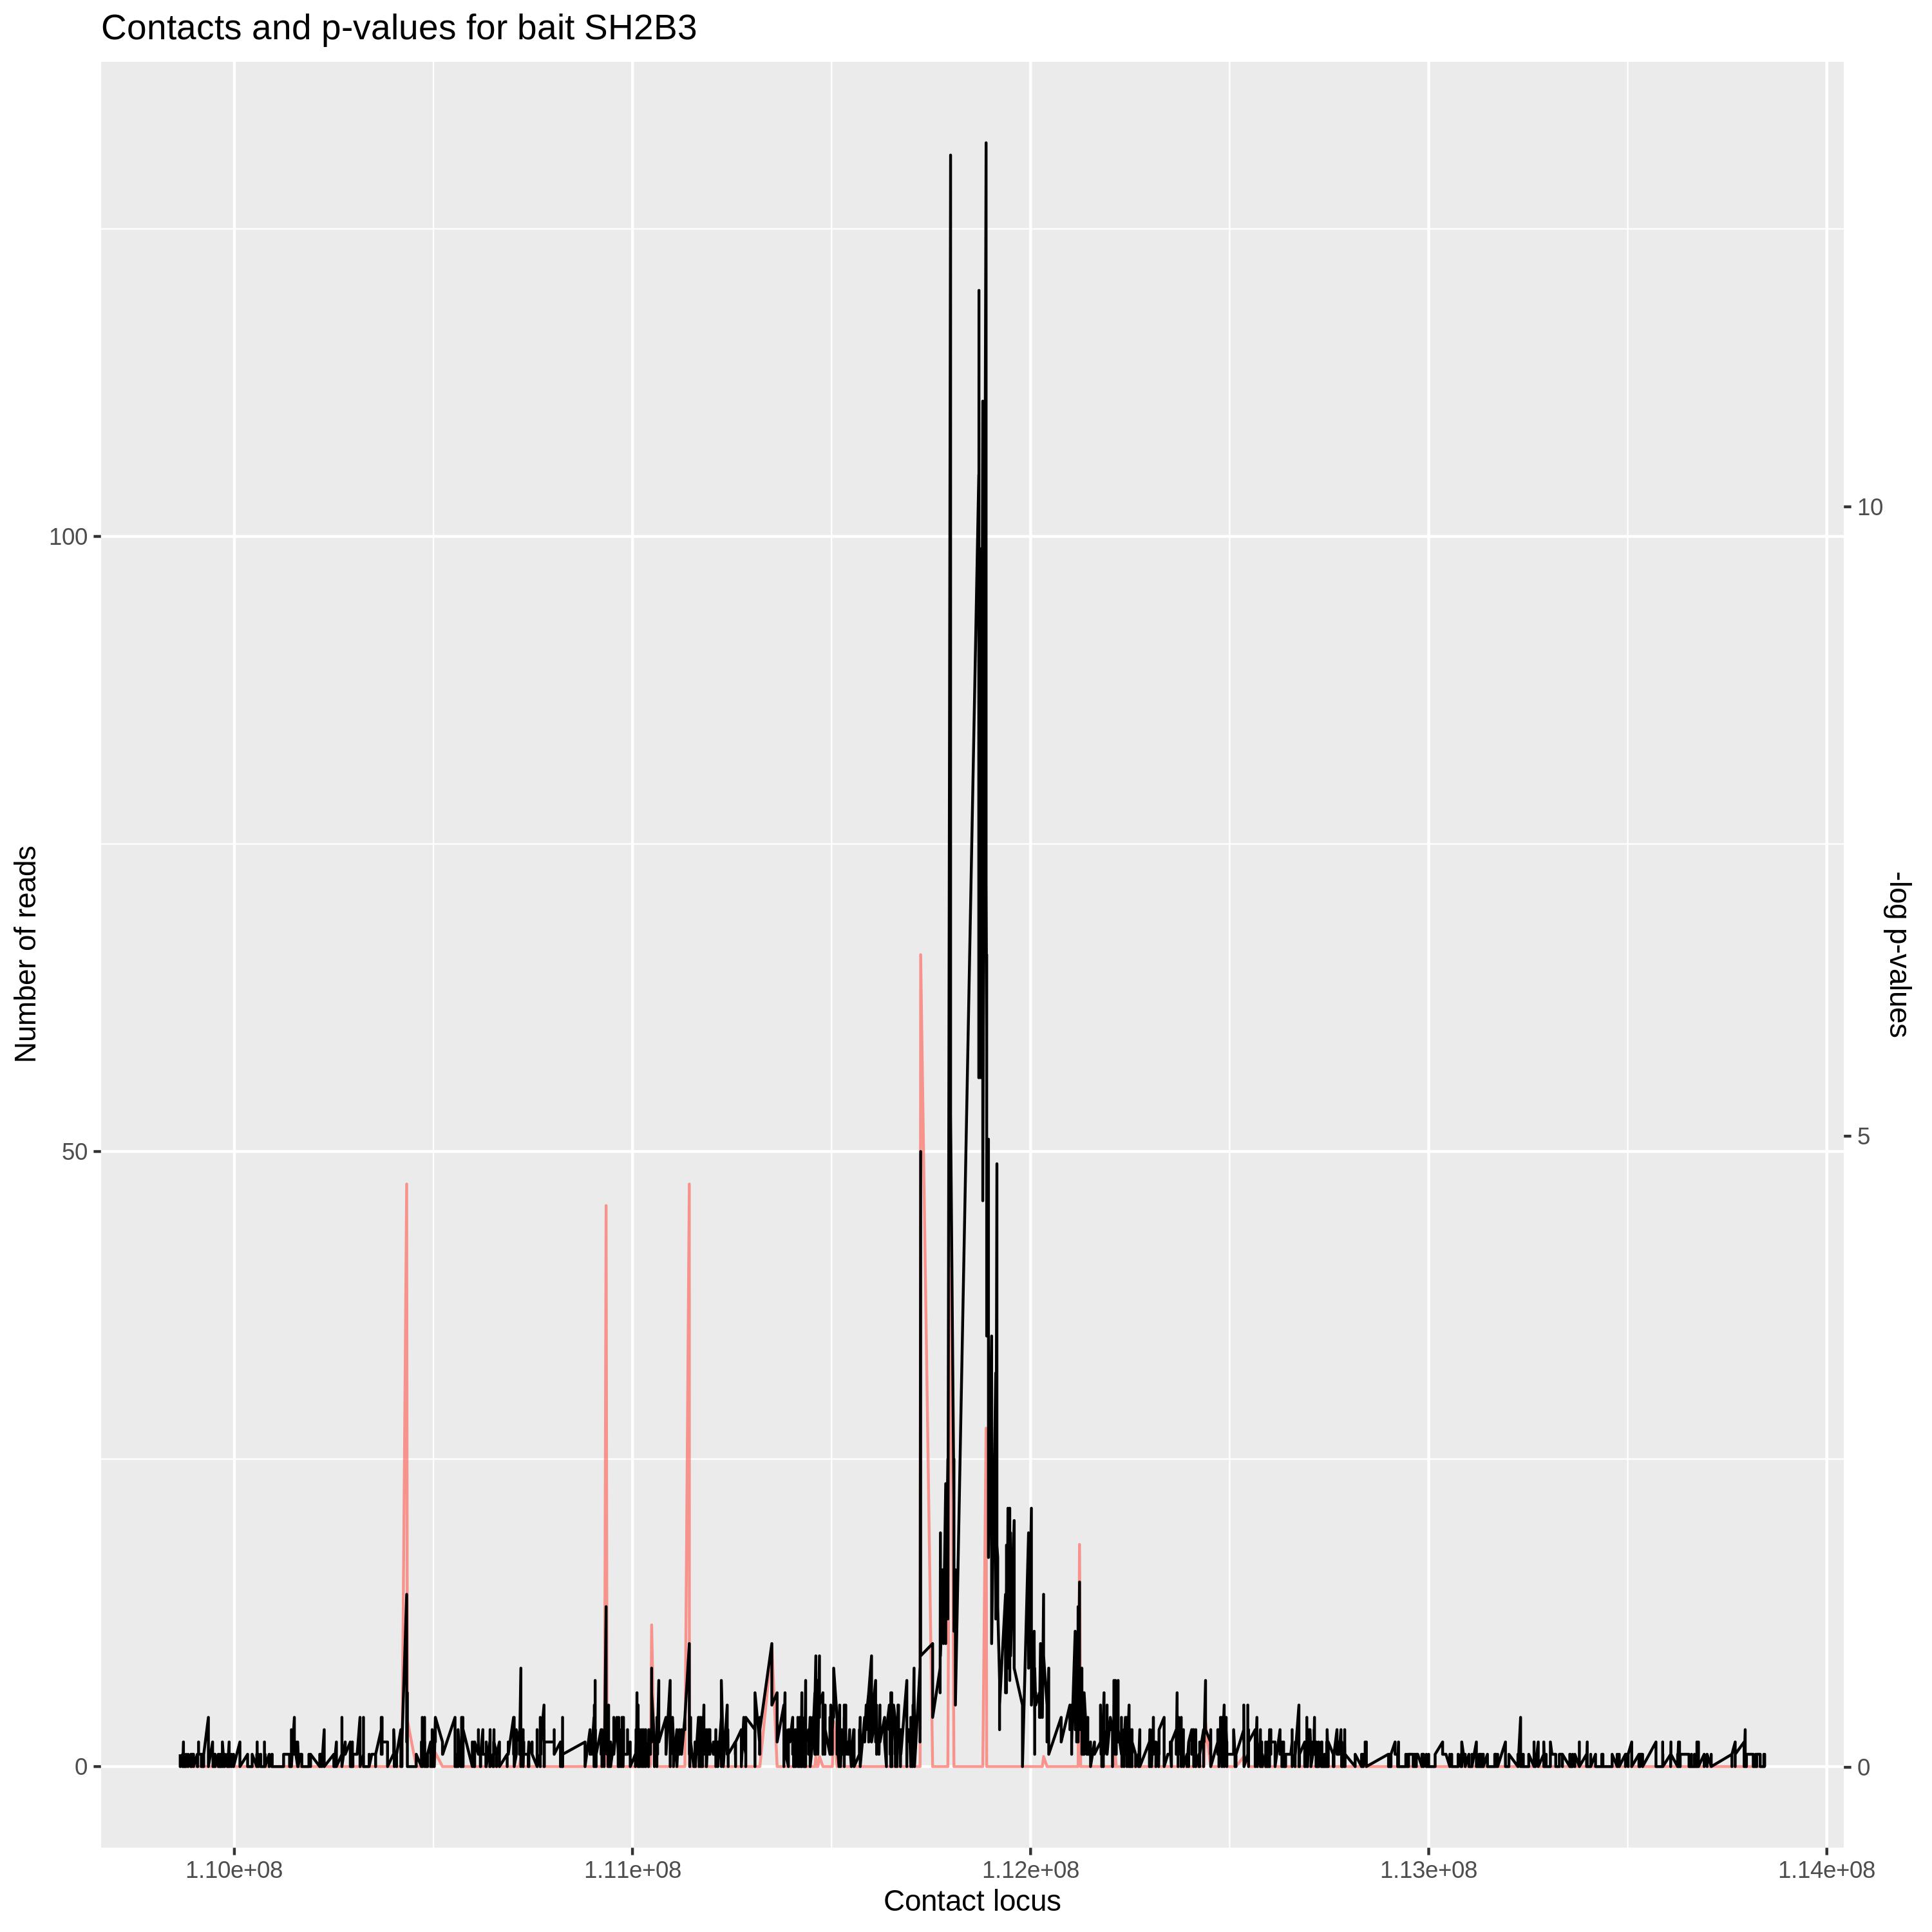 Contacts and p-values for bait SH2B3
Number of reads
100
50
0
10
5
0
-log p-values
1.10e+08 1.11e+08 1.12e+08 1.13e+08 1.14e+08
Contact locus